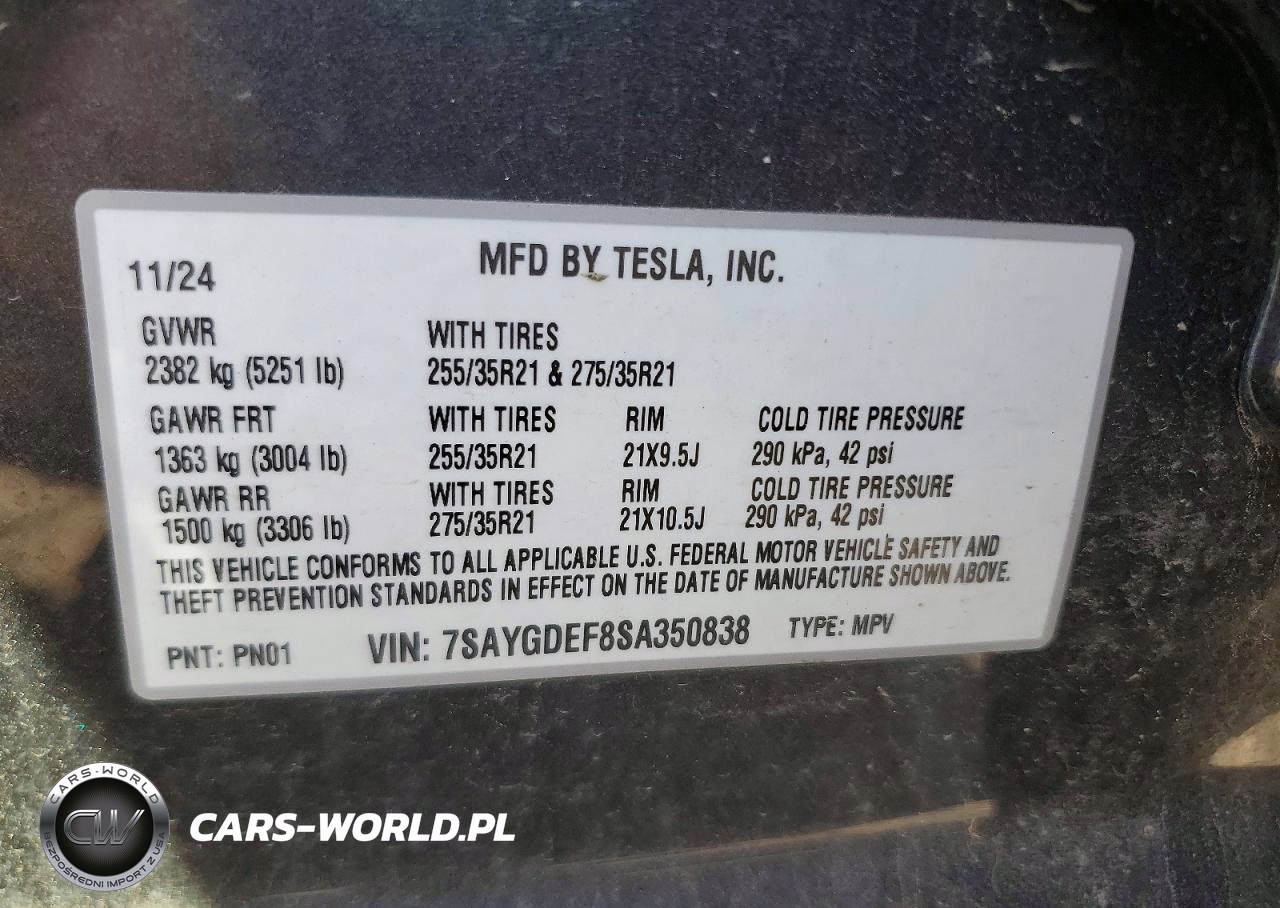 11/24 MFD BY TESLA, INC.
GVWR WITH TIRES
2382 kg (5251 lb) 255/35R21 & 275/35R21
GAWR FRT WITH TIRES RIM COLD TIRE PRESSURE
1363 kg (3004 lb) 255/35R21 21X9.5J 290 kPa, 42 psi
GAWR RR WITH TIRES RIM COLD TIRE PRESSURE
1500 kg (3306 lb) 275/35R21 21X10.5J 290 kPa, 42 psi
THIS VEHICLE CONFORMS TO ALL APPLICABLE U.S. FEDERAL MOTOR VEHICLE SAFETY AND
THEFT PREVENTION STANDARDS IN EFFECT ON THE DATE OF MANUFACTURE SHOWN ABOVE.
PNT: PN01 VIN: 7SAYGDEF8SA350838 TYPE: MPV
CARS-WORLD
CW
BEZPOŚREDNI IMPORT Z USA
CARS-WORLD.PL